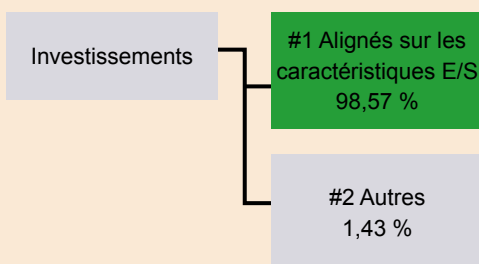 Investissements
#1 Alignés sur les
caractéristiques E/S
98,57 %
#2 Autres
1,43 %